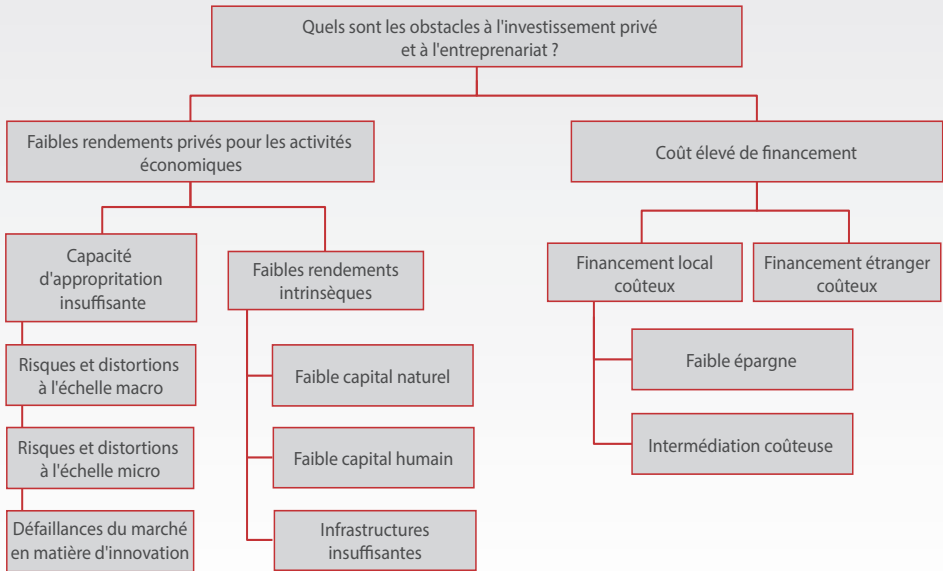 Quels sont les obstacles à l'investissement privé
et à l'entreprenariat ?
Faibles rendements privés pour les activités
économiques
Coût élevé de financement
Capacité
d'appropritation
insuffisante
Faibles rendements
intrinsèques
Financement local
coûteux
Financement étranger
coûteux
Risques et distortions
à l'échelle macro
Risques et distortions
à l'échelle micro
Défaillances du marché
en matière d'innovation
Faible capital naturel
Faible capital humain
Infrastructures
insuffisantes
Faible épargne
Intermédiation coûteuse